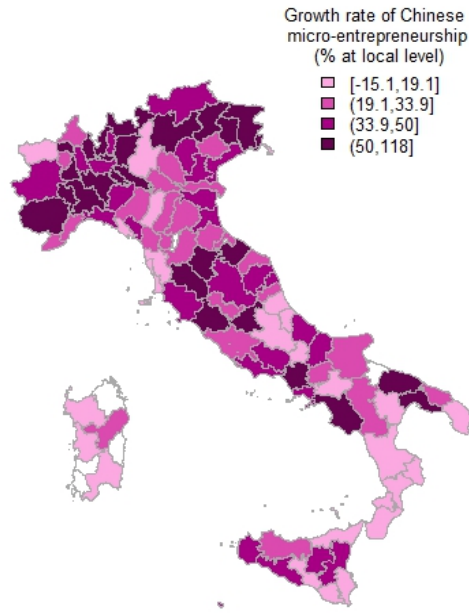 Growth rate of Chinese
micro-entrepreneurship
(% at local level)
[-15.1,19.1]
(19.1,33.9]
(33.9,50]
(50,118]